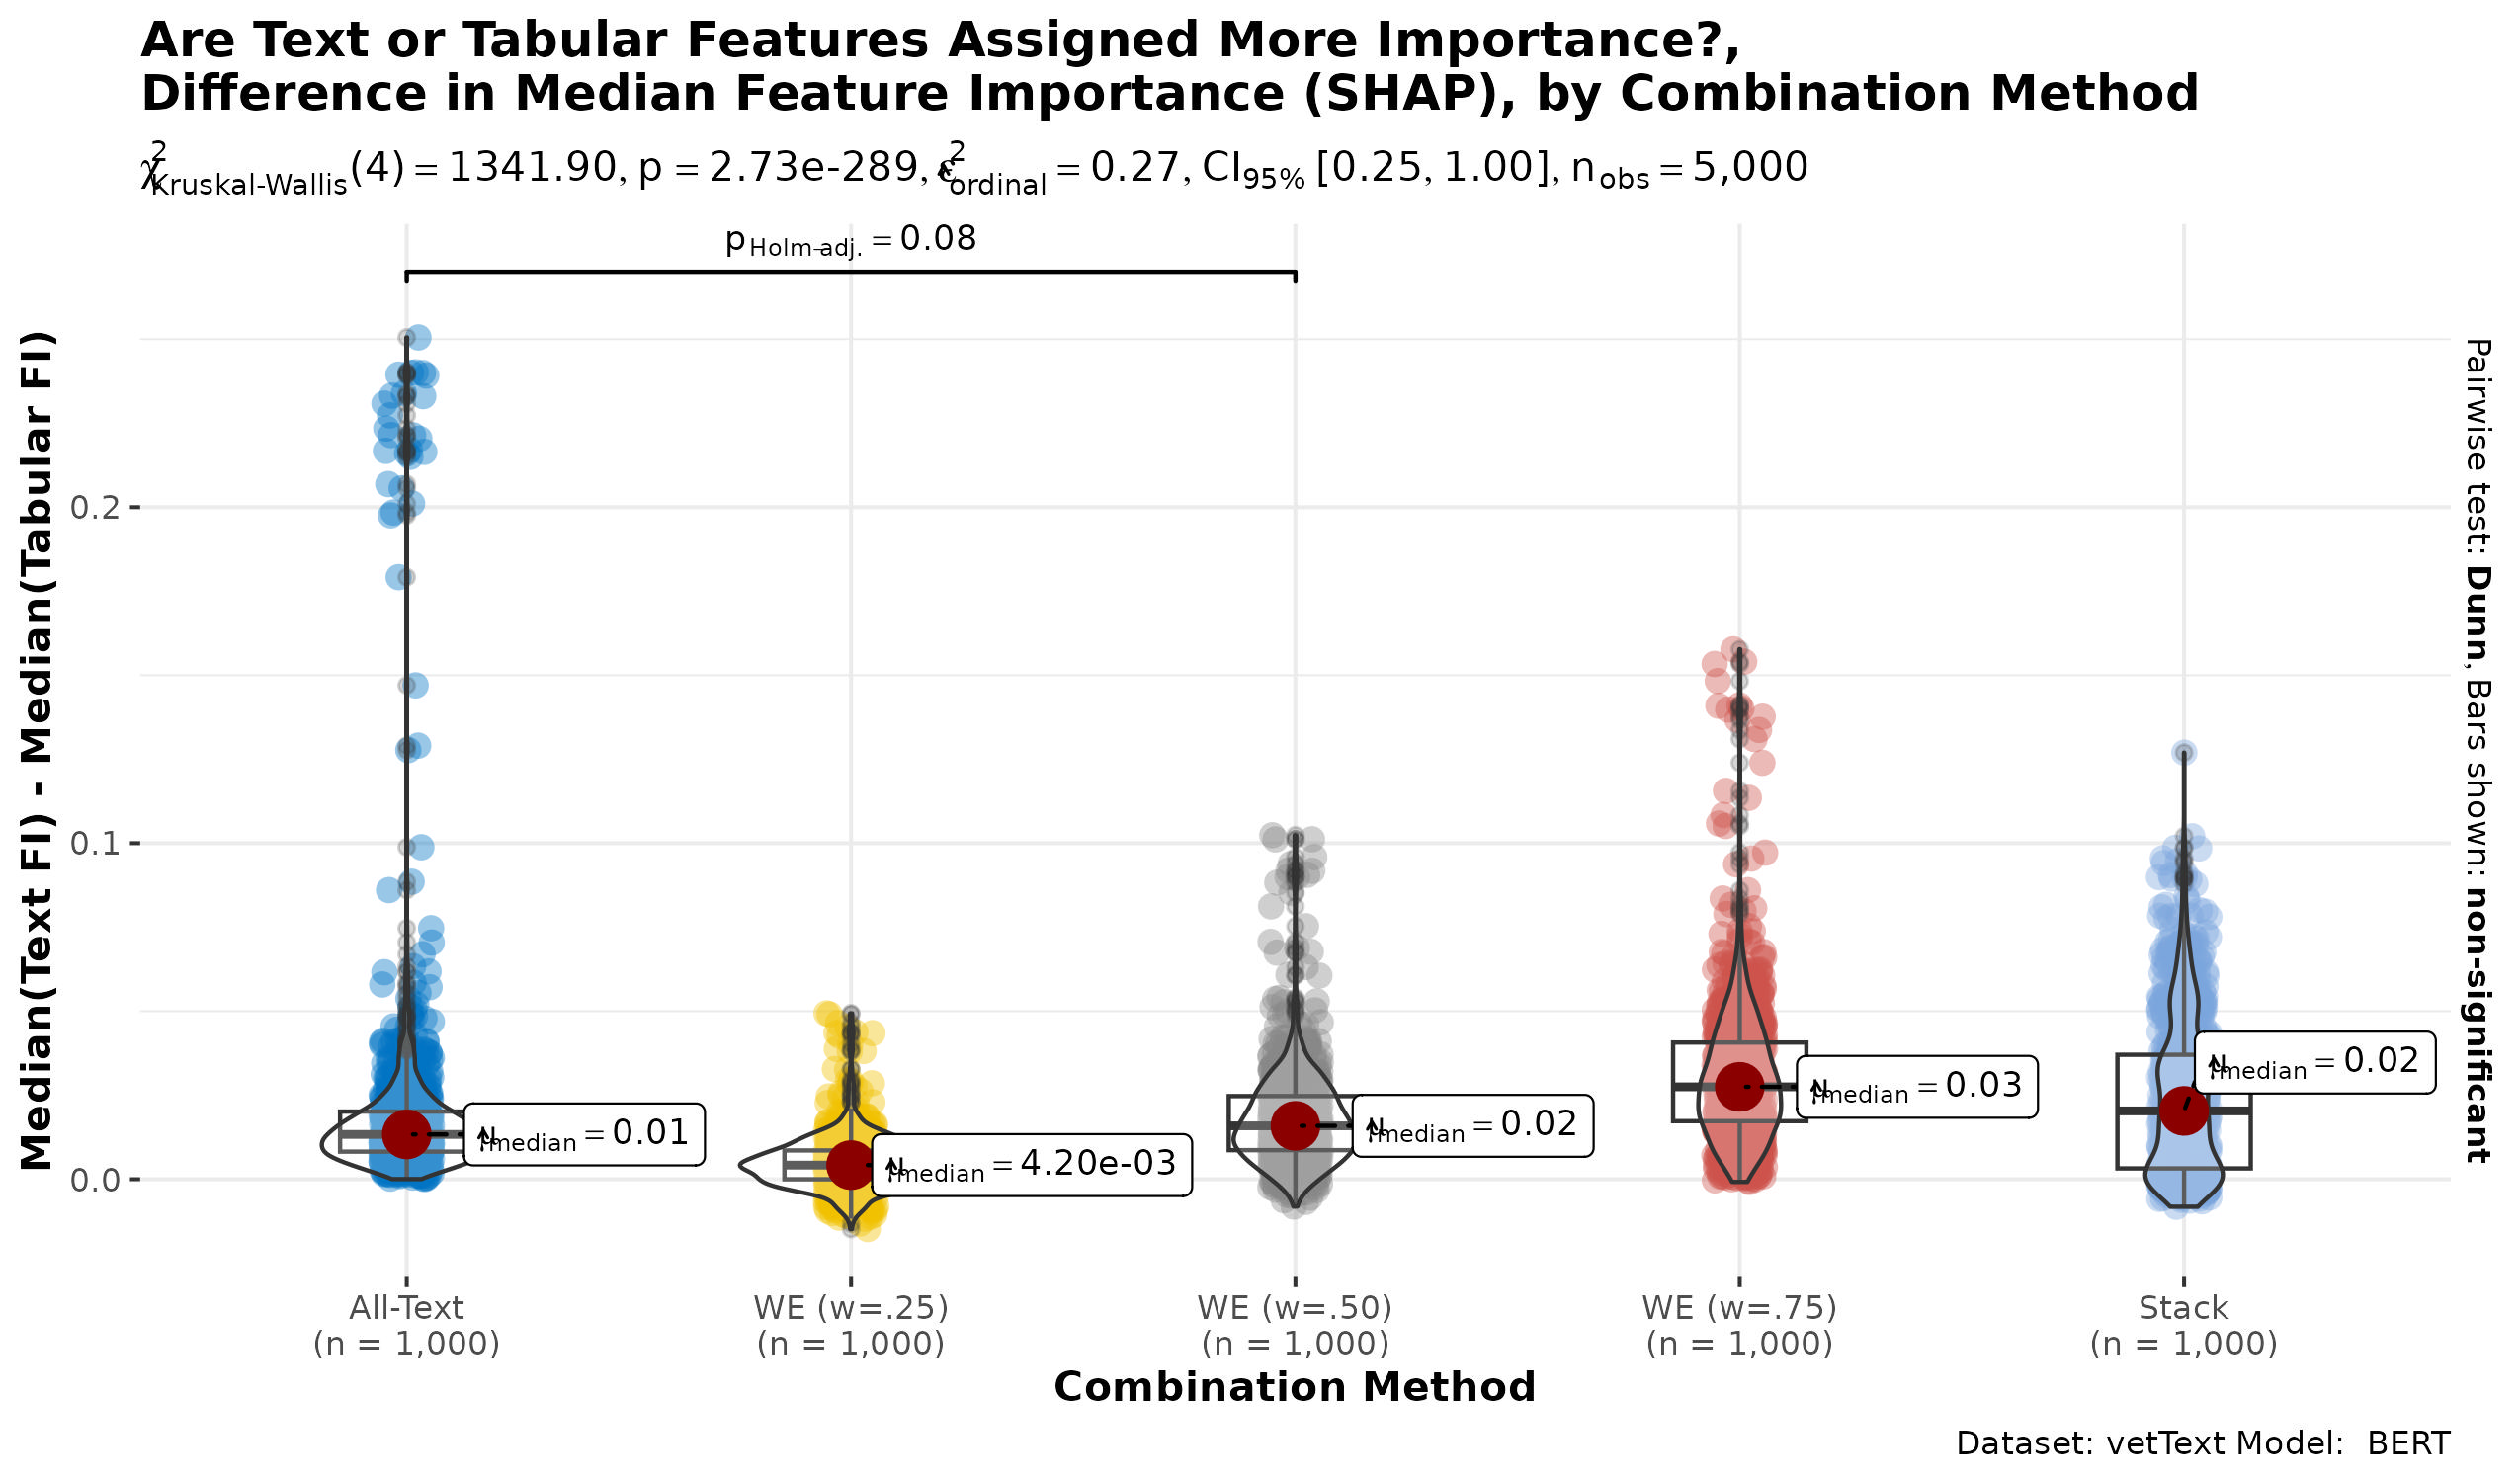 Are Text or Tabular Features Assigned More Importance?,
Difference in Median Feature Importance (SHAP), by Combination Method
χ²Kruskal-Wallis(4) = 1341.90, p = 2.73e-289, ε̂²ordinal = 0.27, CI95% [0.25, 1.00], nobs = 5,000
pHolm-adj. = 0.08
Median(Text FI) - Median(Tabular FI)
0.2
0.1
0.0
μ̂median = 0.01
μ̂median = 4.20e-03
μ̂median = 0.02
μ̂median = 0.03
μ̂median = 0.02
Pairwise test: Dunn, Bars shown: non-significant
All-Text
(n = 1,000)
WE (w=.25)
(n = 1,000)
WE (w=.50)
(n = 1,000)
WE (w=.75)
(n = 1,000)
Stack
(n = 1,000)
Combination Method
Dataset: vetText Model:  BERT